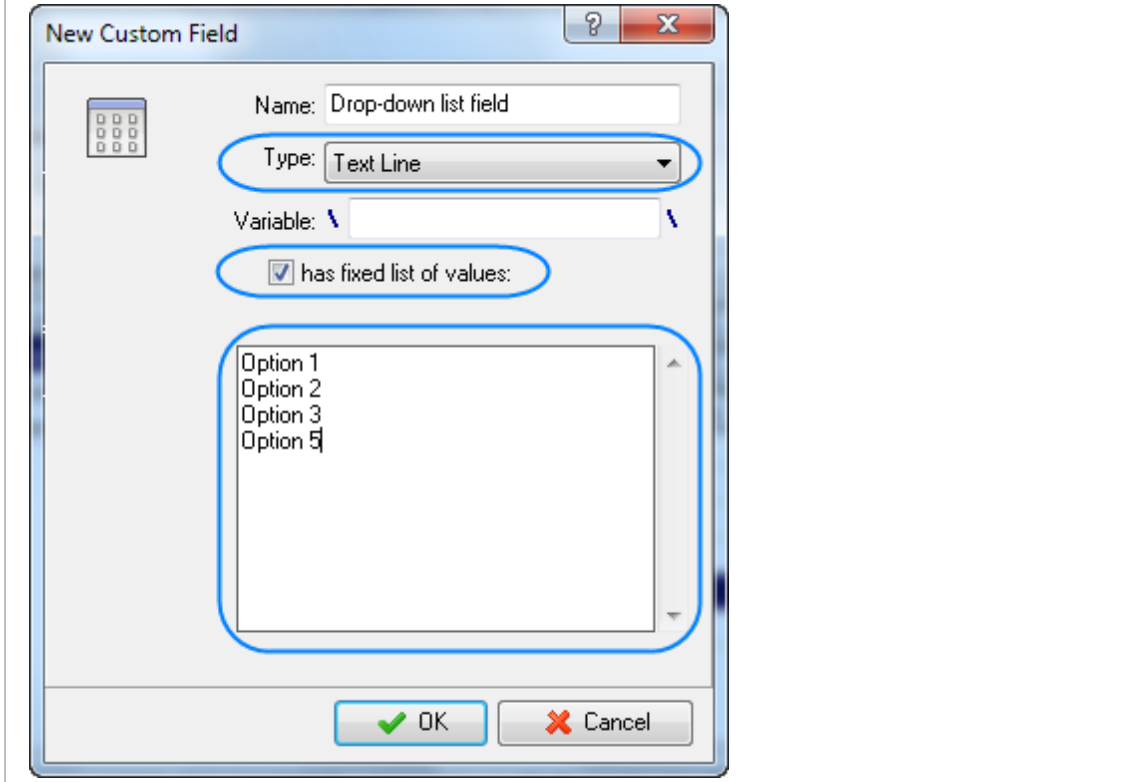 New Custom Field
?
Name: Drop-down list field
Type: Text Line
Variable: \ \
has fixed list of values:
Option 1
Option 2
Option 3
Option 5
OK Cancel